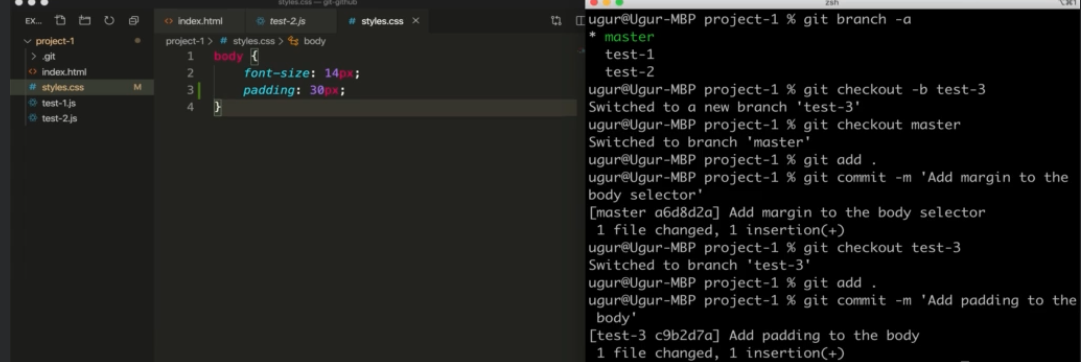 styles.css — git-github
EX...
index.html
test-2.js
# styles.css ×
project-1
project-1 > # styles.css > body
> .git
<> index.html
# styles.css M
test-1.js
test-2.js
1 body {
2 font-size: 14px;
3 padding: 30px;
4 }
zsh
ugur@Ugur-MBP project-1 % git branch -a
* master
test-1
test-2
ugur@Ugur-MBP project-1 % git checkout -b test-3
Switched to a new branch 'test-3'
ugur@Ugur-MBP project-1 % git checkout master
Switched to branch 'master'
ugur@Ugur-MBP project-1 % git add .
ugur@Ugur-MBP project-1 % git commit -m 'Add margin to the
body selector'
[master a6d8d2a] Add margin to the body selector
1 file changed, 1 insertion(+)
ugur@Ugur-MBP project-1 % git checkout test-3
Switched to branch 'test-3'
ugur@Ugur-MBP project-1 % git add .
ugur@Ugur-MBP project-1 % git commit -m 'Add padding to the
body'
[test-3 c9b2d7a] Add padding to the body
1 file changed, 1 insertion(+)